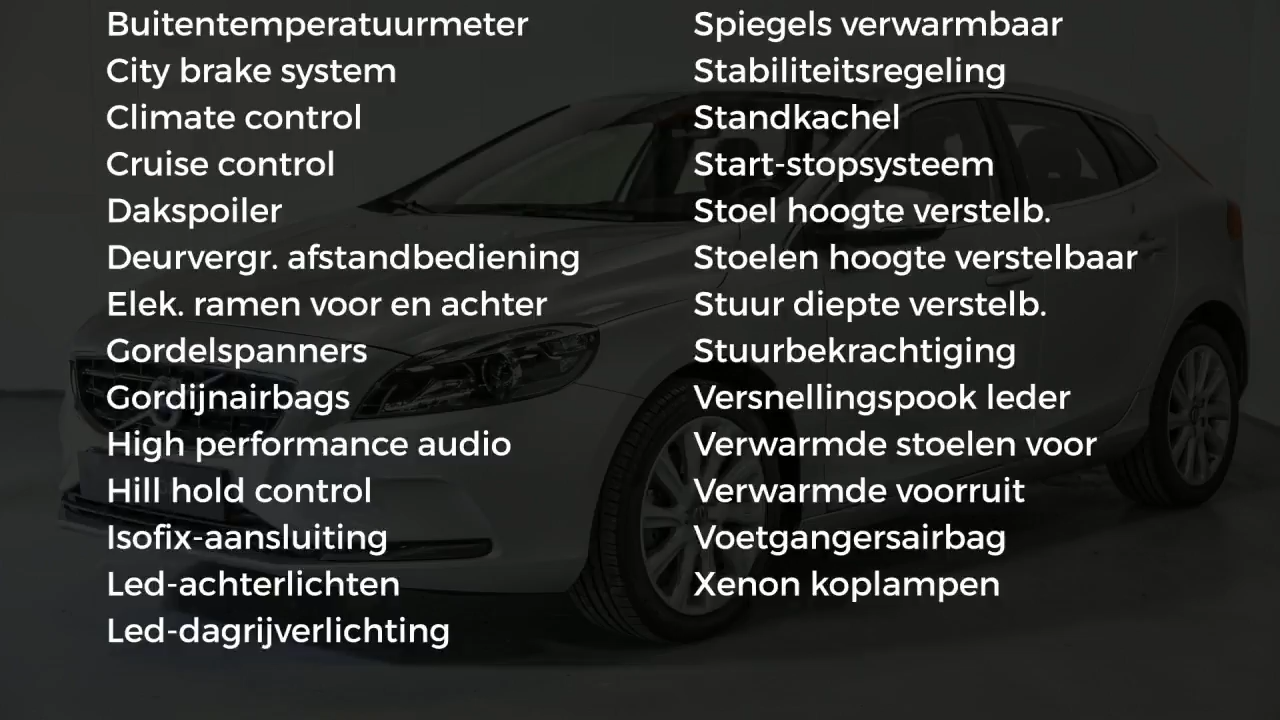 Buitentemperatuurmeter
City brake system
Climate control
Cruise control
Dakspoiler
Deurvergr. afstandbediening
Elek. ramen voor en achter
Gordelspanners
Gordijnairbags
High performance audio
Hill hold control
Isofix-aansluiting
Led-achterlichten
Led-dagrijverlichting
Spiegels verwarmbaar
Stabiliteitsregeling
Standkachel
Start-stopsysteem
Stoel hoogte verstelb.
Stoelen hoogte verstelbaar
Stuur diepte verstelb.
Stuurbekrachtiging
Versnellingspook leder
Verwarmde stoelen voor
Verwarmde voorruit
Voetgangersairbag
Xenon koplampen